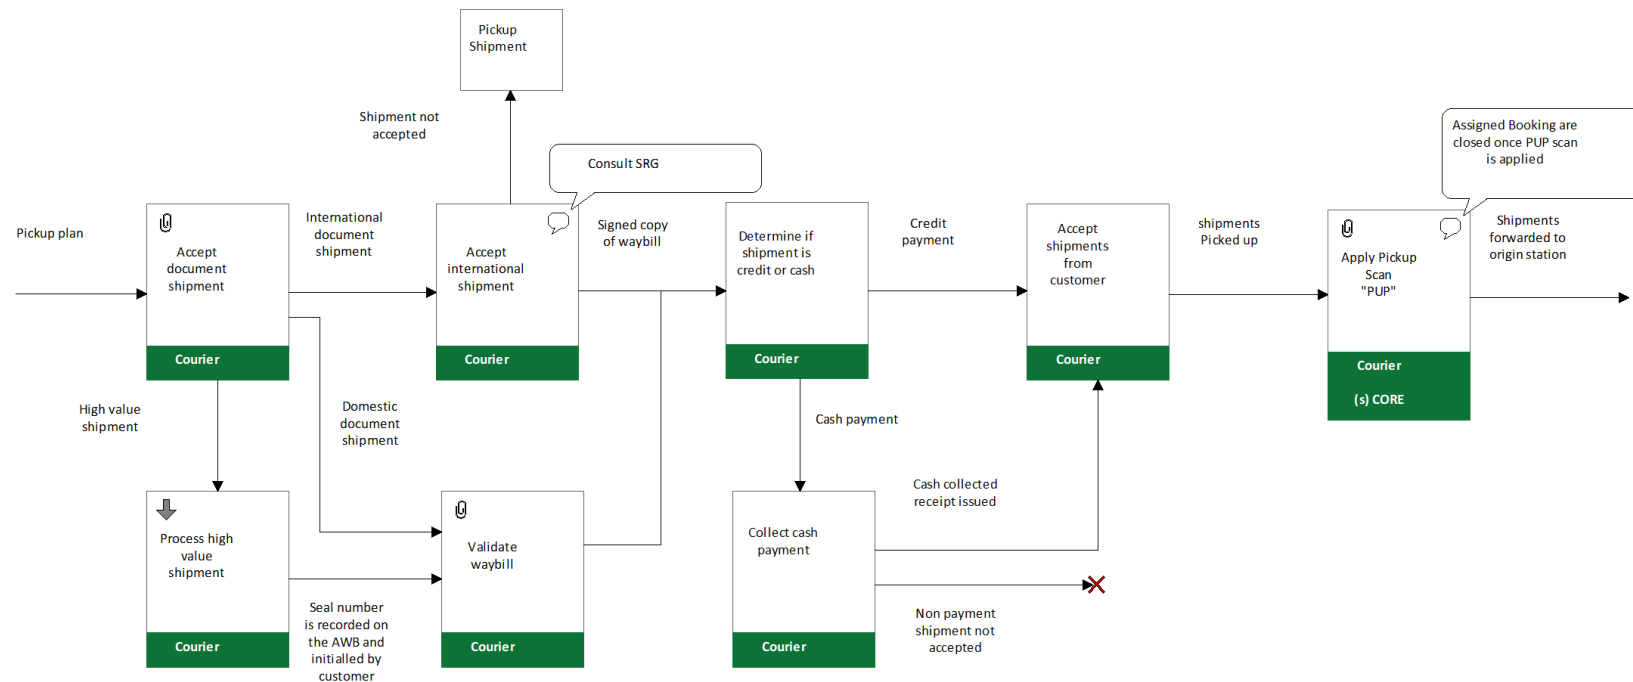 Pickup
Shipment
Shipment not
accepted
Consult SRG
Assigned Booking are
closed once PUP scan
is applied
Pickup plan
Accept
document
shipment
Courier
International
document
shipment
Accept
international
shipment
Courier
Signed copy
of waybill
Determine if
shipment is
credit or cash
Courier
Credit
payment
Accept
shipments
from
customer
Courier
shipments
Picked up
Apply Pickup
Scan
"PUP"
Courier
(s) CORE
Shipments
forwarded to
origin station
High value
shipment
Domestic
document
shipment
Cash payment
Process high
value
shipment
Courier
Seal number
is recorded on
the AWB and
initialled by
customer
Validate
waybill
Courier
Collect cash
payment
Courier
Cash collected
receipt issued
Non payment
shipment not
accepted